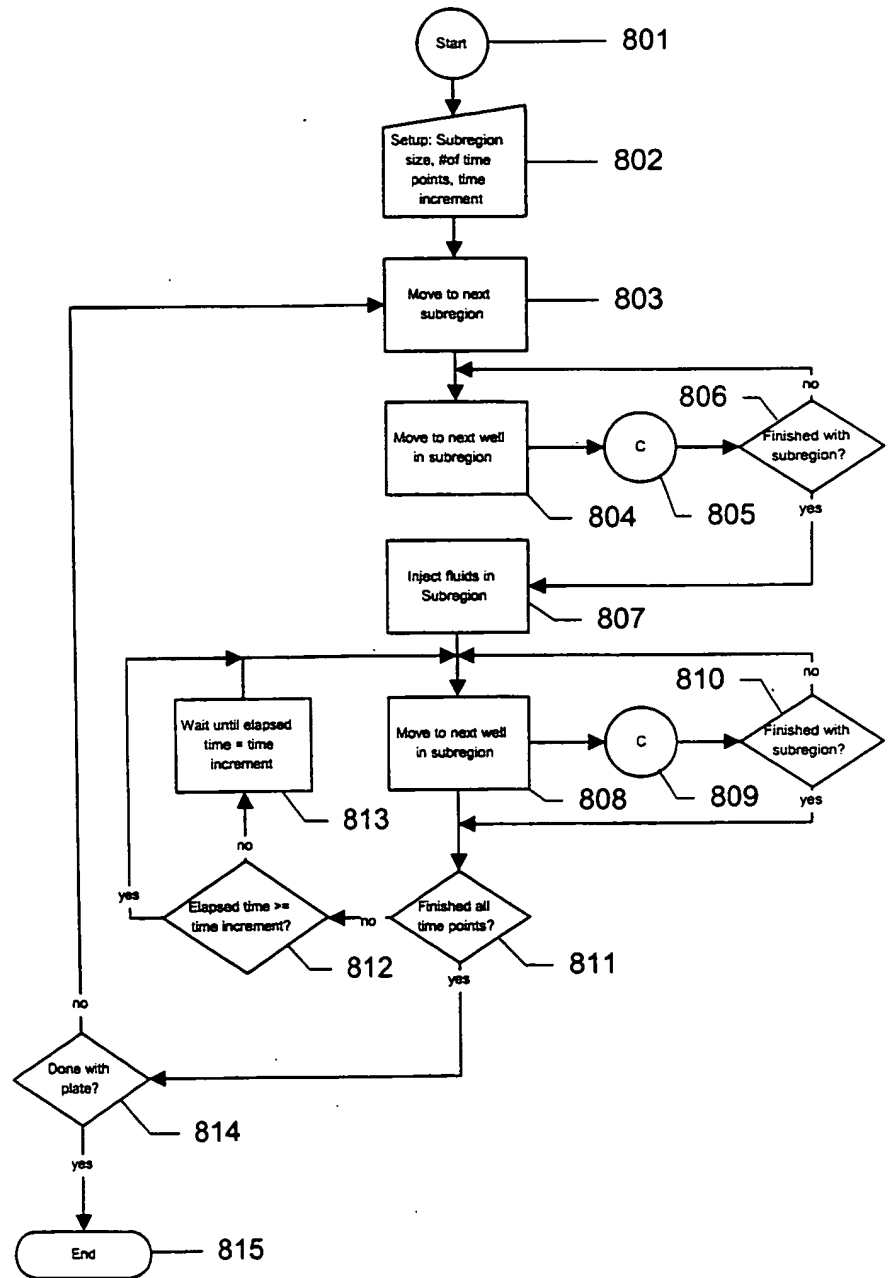 Start
801
Setup: Subregion
size, #of time
points, time
increment
802
Move to next
subregion
803
no
806
Move to next well
in subregion
C
Finished with
subregion?
804
805
yes
Inject fluids in
Subregion
807
no
810
Wait until elapsed
time = time
increment
Move to next well
in subregion
C
Finished with
subregion?
813
808
809
yes
no
yes
Elapsed time >=
time increment?
no
Finished all
time points?
812
811
yes
no
Done with
plate?
814
yes
End
815